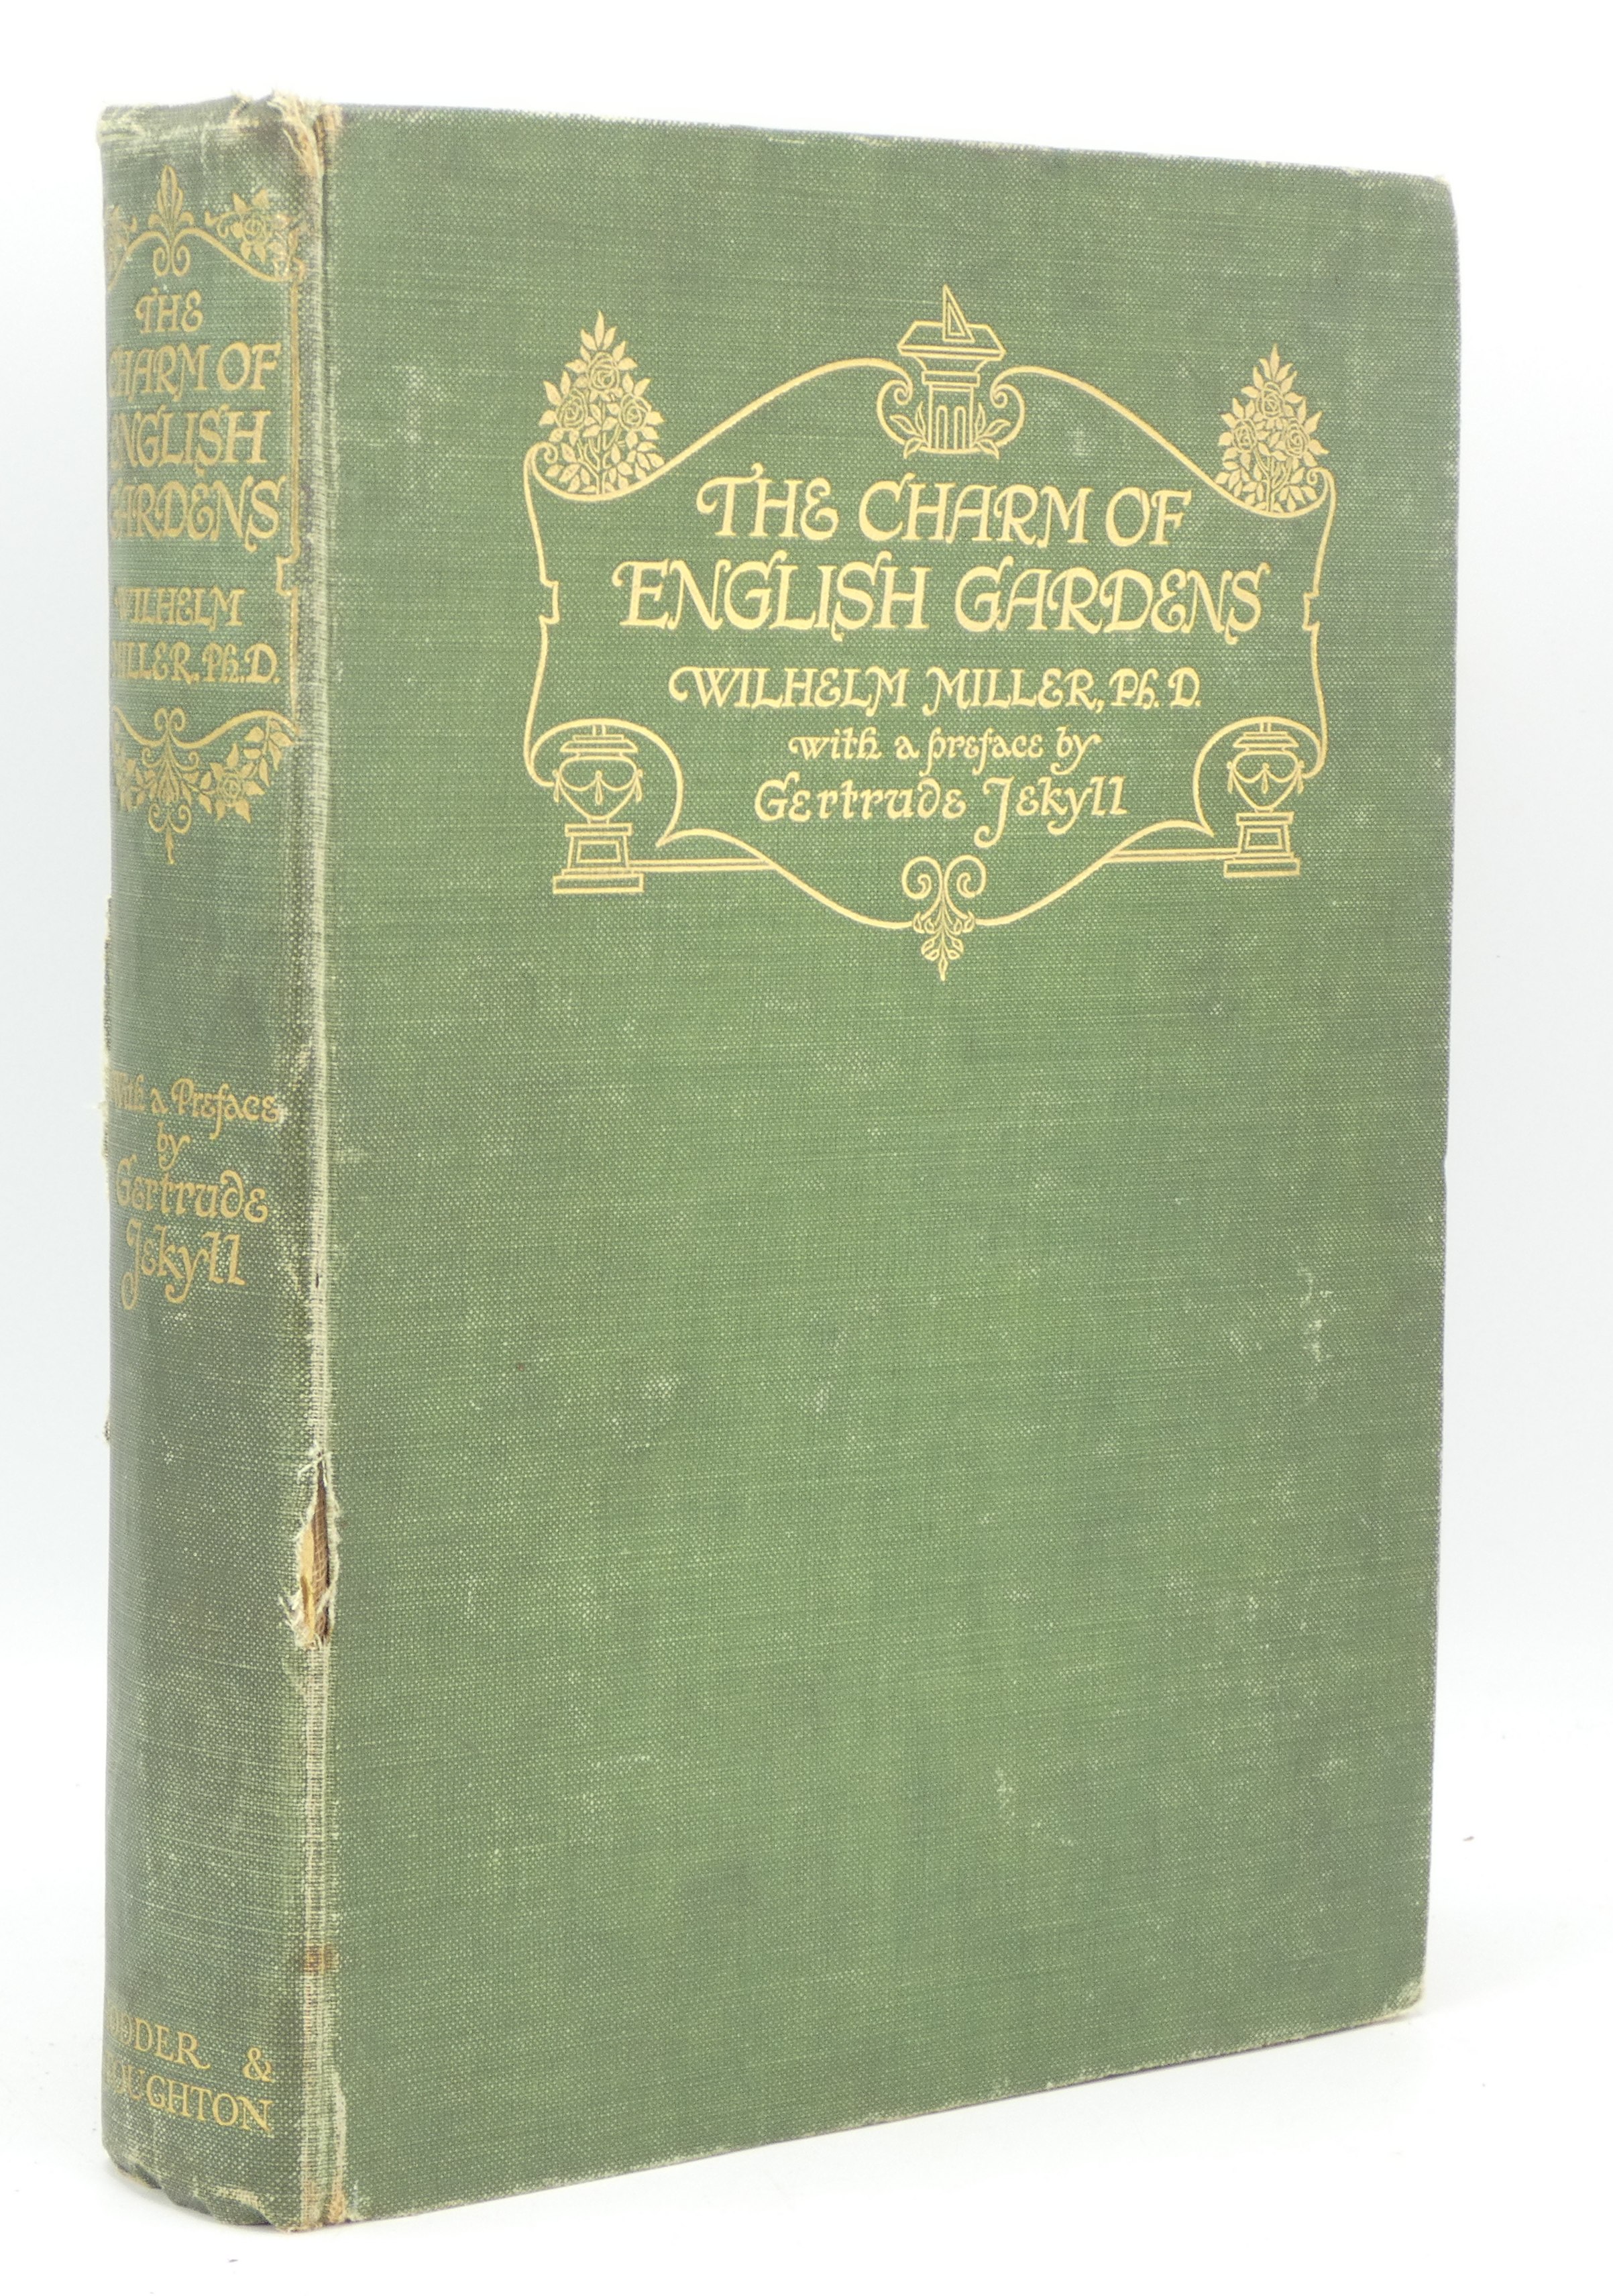 THE
CHARM OF
ENGLISH
GARDENS
WILHELM
MILLER. Ph.D.
With a Preface
by
Gertrude
Jekyll
HODDER &
STOUGHTON
THE CHARM OF
ENGLISH GARDENS
WILHELM MILLER, Ph. D.
with a preface by
Gertrude Jekyll